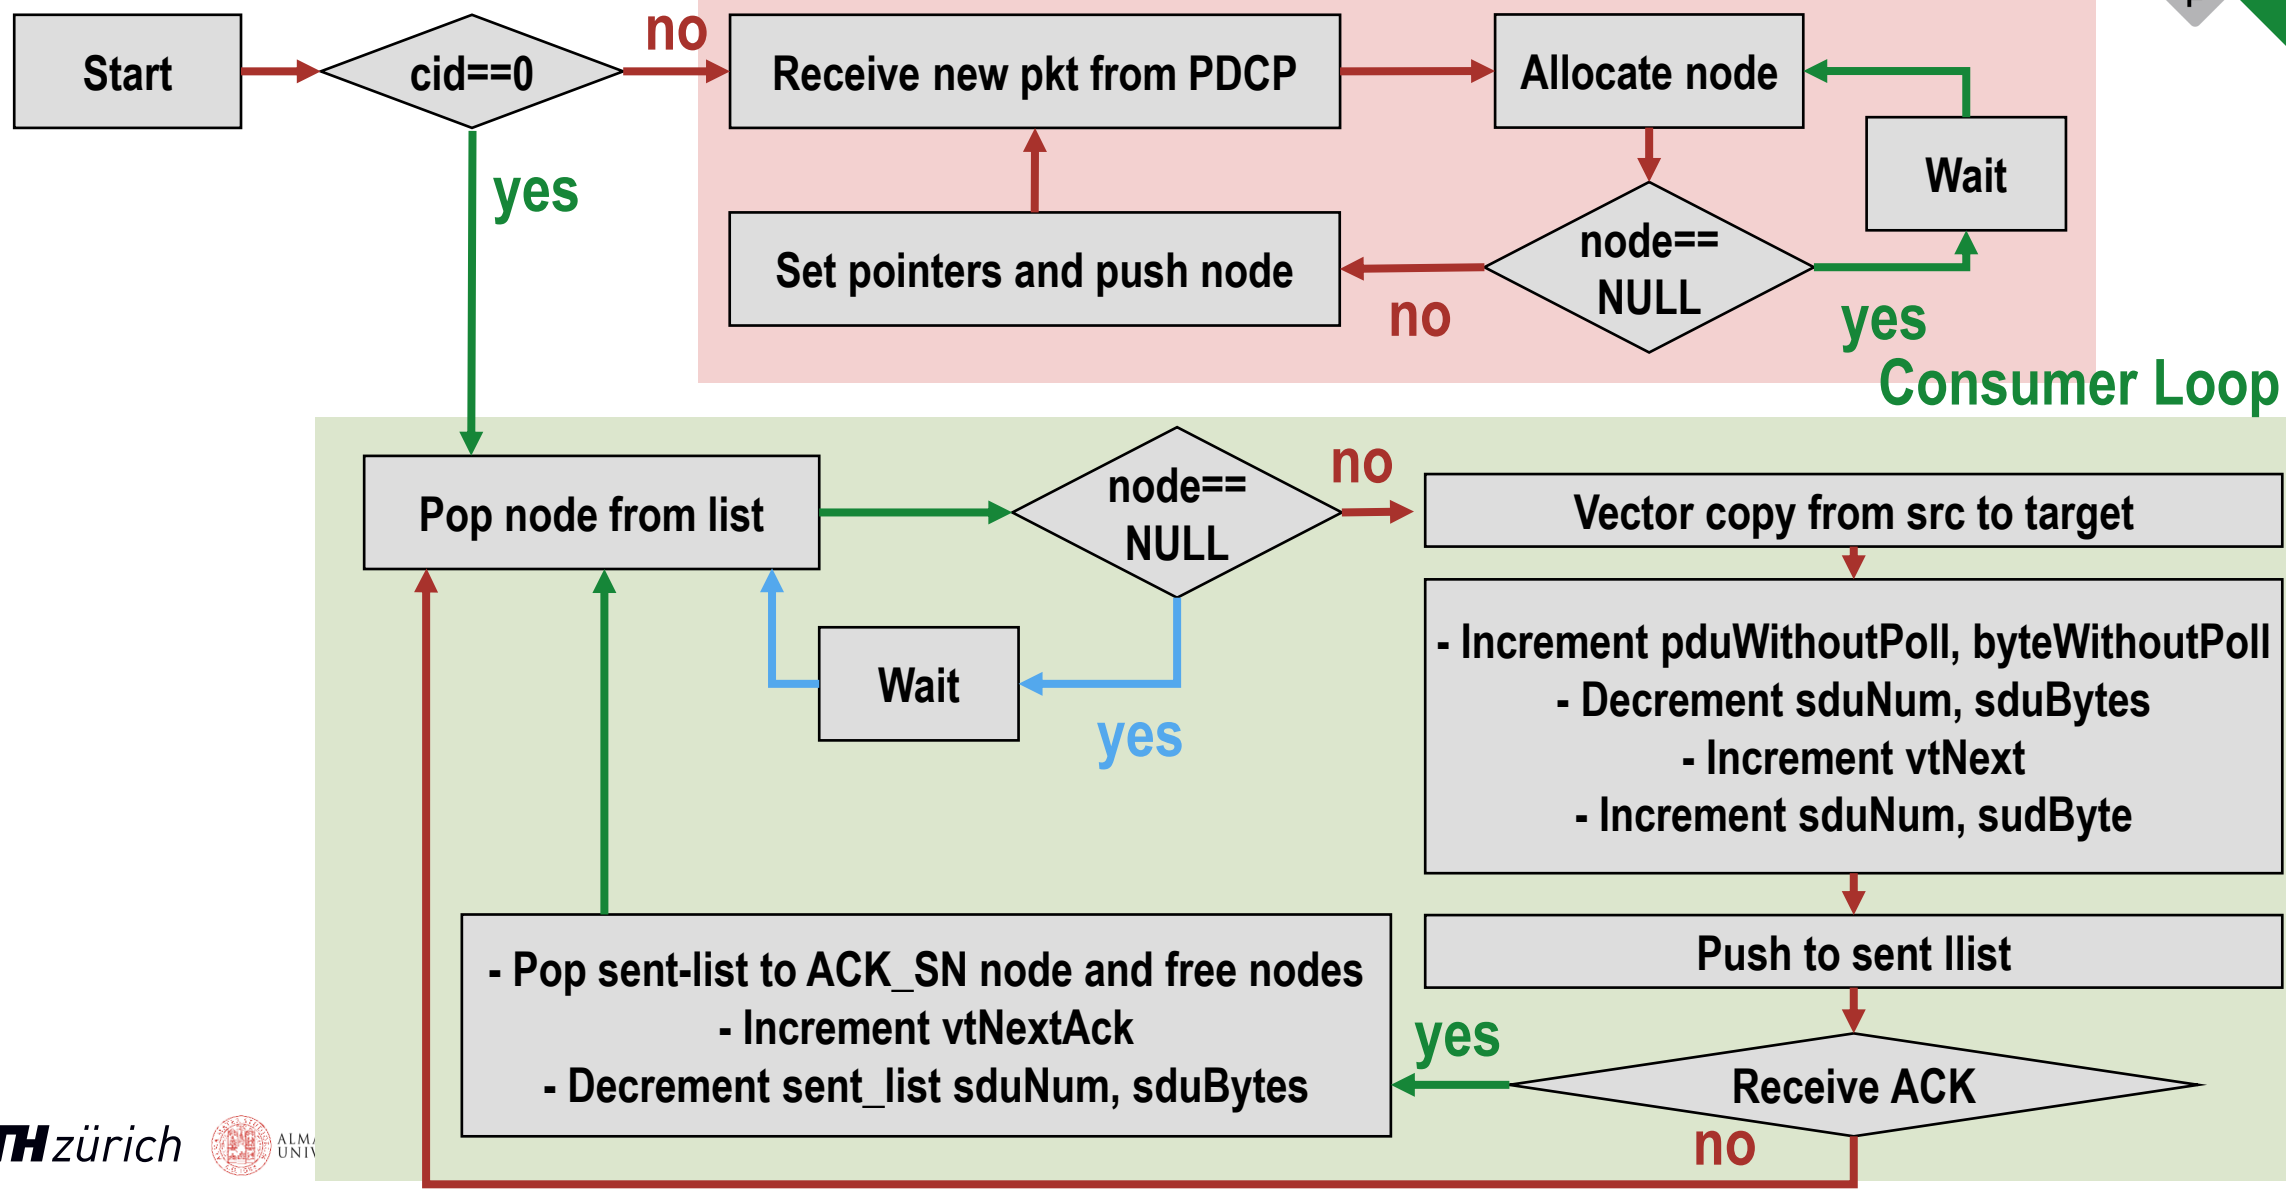 Start
cid==0
no
Receive new pkt from PDCP
Allocate node
Wait
yes
Set pointers and push node
node==
NULL
no
yes
Consumer Loop
Pop node from list
node==
NULL
no
Vector copy from src to target
Wait
yes
- Increment pduWithoutPoll, byteWithoutPoll
- Decrement sduNum, sduBytes
- Increment vtNext
- Increment sduNum, sudByte
Push to sent llist
- Pop sent-list to ACK_SN node and free nodes
- Increment vtNextAck
- Decrement sent_list sduNum, sduBytes
yes
Receive ACK
no
TH zürich